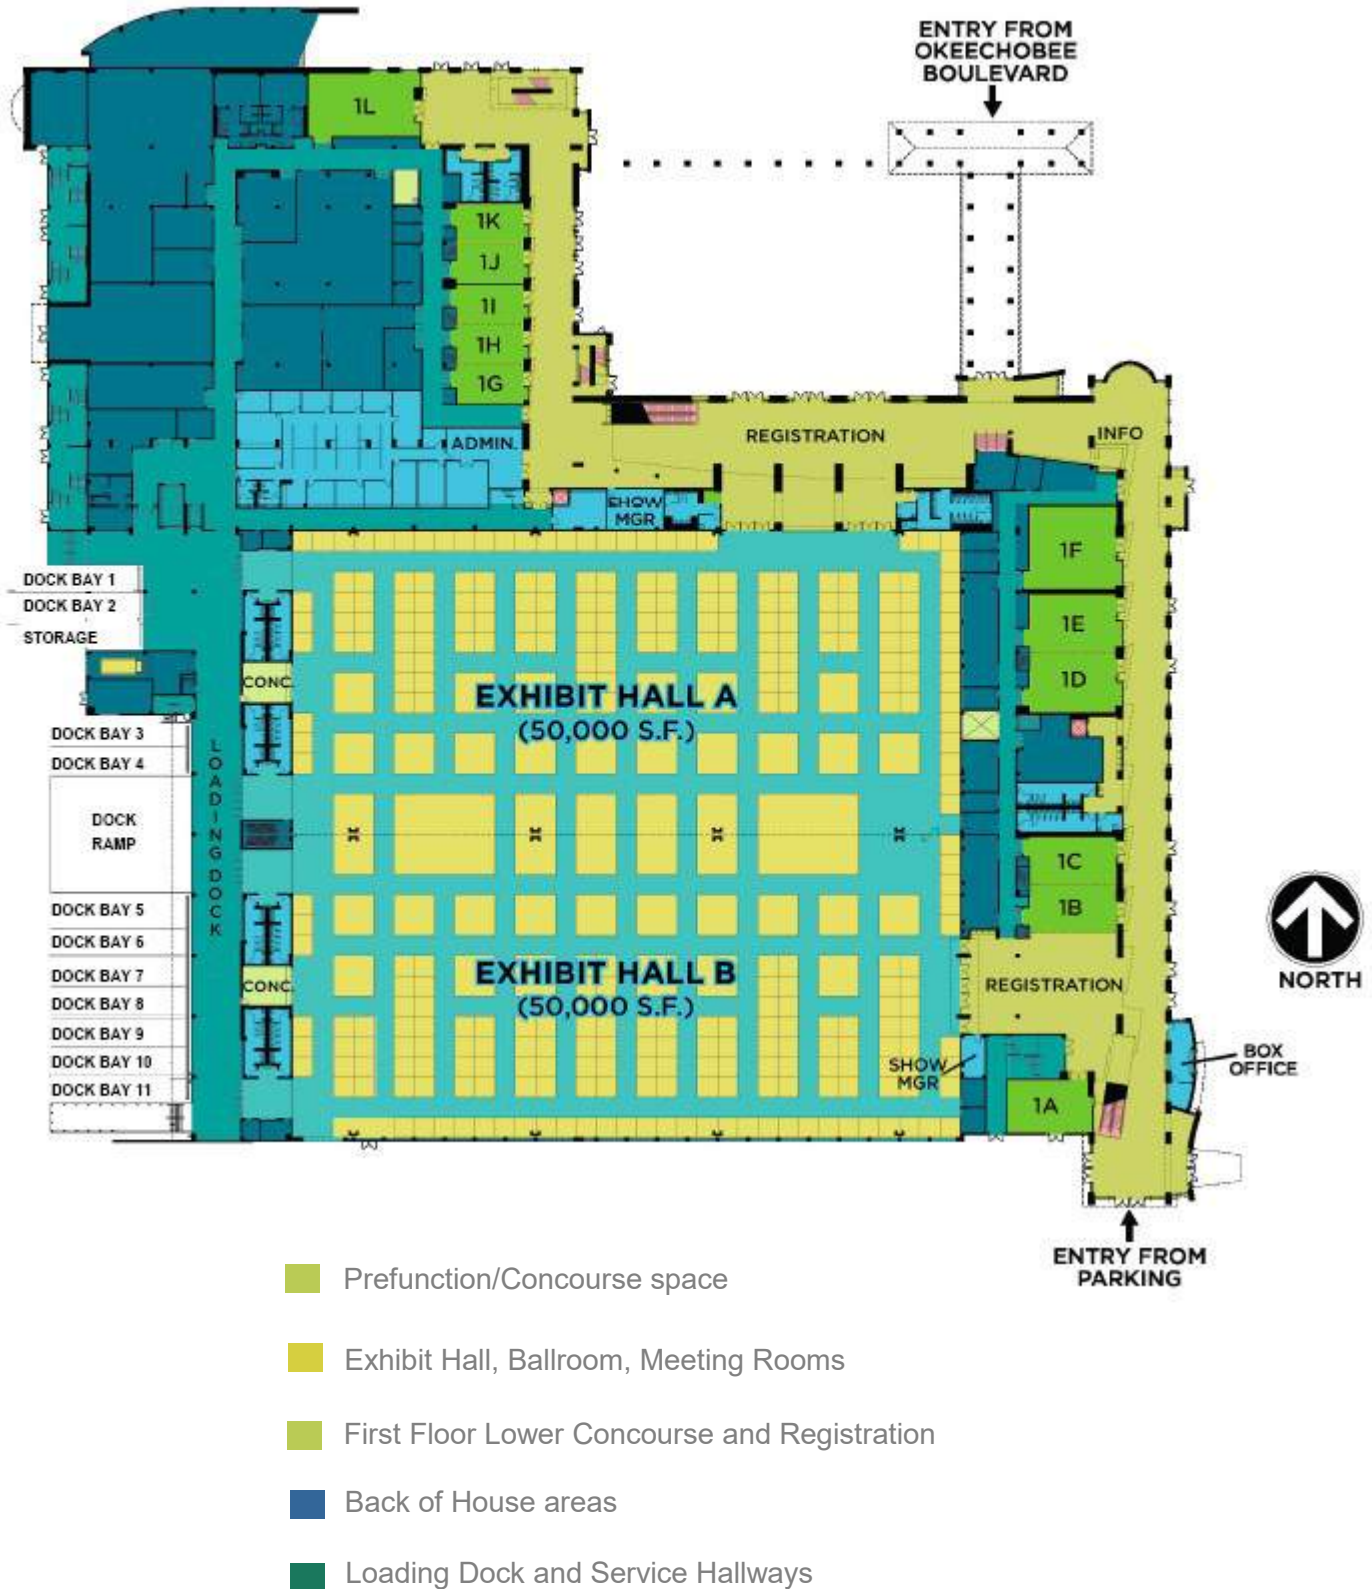 ENTRY FROM
OKEECHOBEE
BOULEVARD
1L
1K
1J
1I
1H
1G
ADMIN.
REGISTRATION
INFO
SHOW
MGR
1F
1E
1D
1C
1B
1A
DOCK BAY 1
DOCK BAY 2
STORAGE
CONC
EXHIBIT HALL A
(50,000 S.F.)
DOCK BAY 3
DOCK BAY 4
DOCK
RAMP
LOADING DOCK
DOCK BAY 5
DOCK BAY 6
DOCK BAY 7
DOCK BAY 8
DOCK BAY 9
DOCK BAY 10
DOCK BAY 11
CONC
EXHIBIT HALL B
(50,000 S.F.)
REGISTRATION
NORTH
SHOW
MGR
BOX
OFFICE
ENTRY FROM
PARKING
Prefunction/Concourse space
Exhibit Hall, Ballroom, Meeting Rooms
First Floor Lower Concourse and Registration
Back of House areas
Loading Dock and Service Hallways